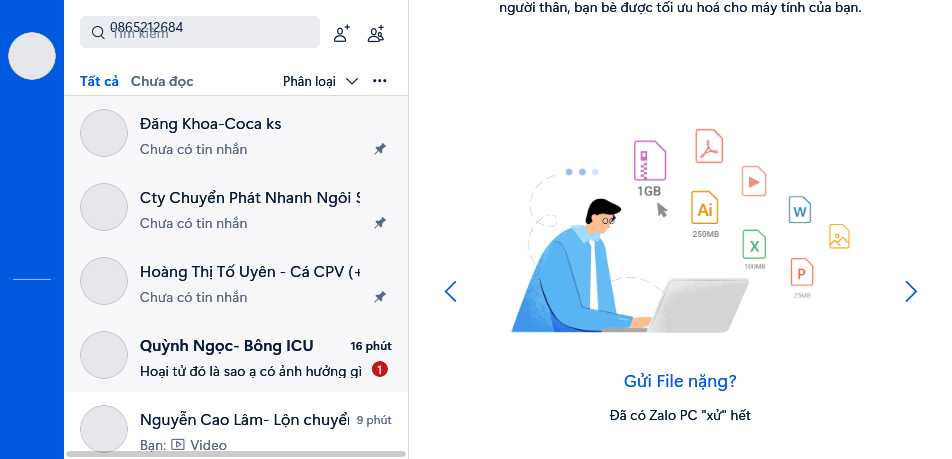 0865212684
Tìm kiếm
Tất cả Chưa đọc Phân loại
Đăng Khoa-Coca ks
Chưa có tin nhắn
Cty Chuyển Phát Nhanh Ngôi S
Chưa có tin nhắn
Hoàng Thị Tố Uyên - Cá CPV (+
Chưa có tin nhắn
Quỳnh Ngọc- Bông ICU 16 phút
Hoại tử đó là sao ạ có ảnh hưởng gì 1
Nguyễn Cao Lâm- Lộn chuyể 9 phút
Bạn: Video
người thân, bạn bè được tối ưu hoá cho máy tính của bạn.
1GB
Ai
250MB
W
X
100MB
P
25MB
Gửi File nặng?
Đã có Zalo PC "xử" hết